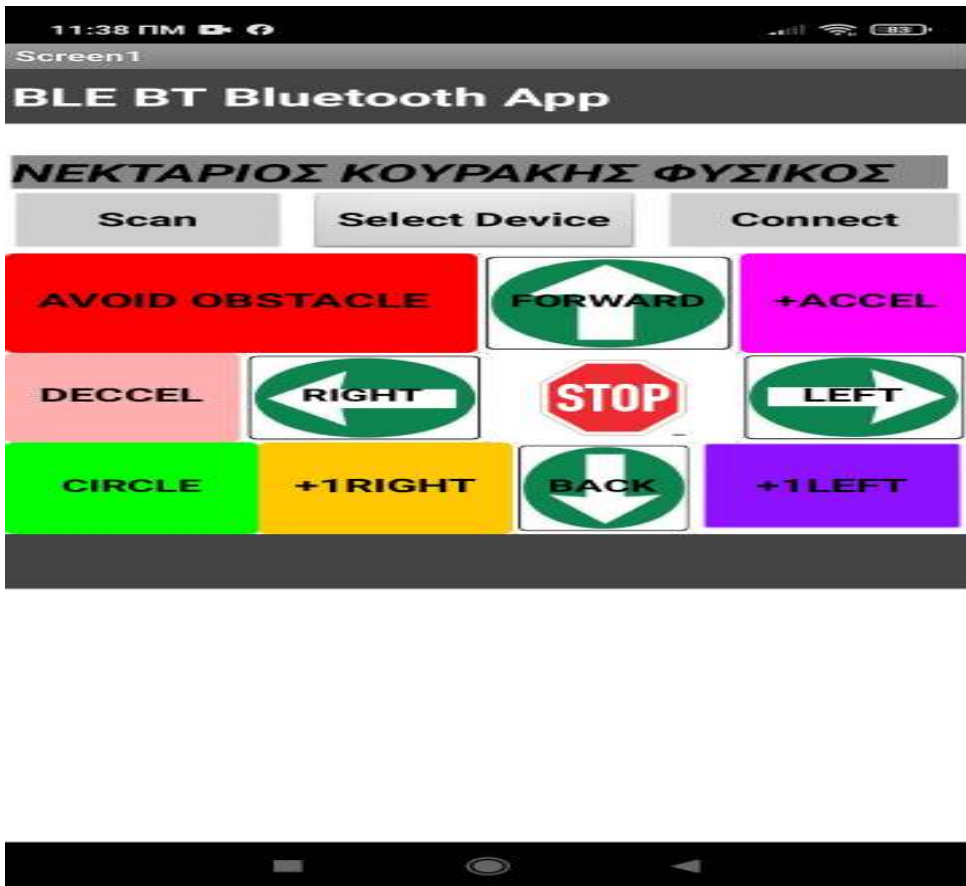 11:38 ΠΜ 83
Screen1
BLE BT Bluetooth App
ΝΕΚΤΑΡΙΟΣ ΚΟΥΡΑΚΗΣ ΦΥΣΙΚΟΣ
Scan Select Device Connect
AVOID OBSTACLE FORWARD +ACCEL
DECCEL RIGHT STOP LEFT
CIRCLE +1RIGHT BACK +1LEFT